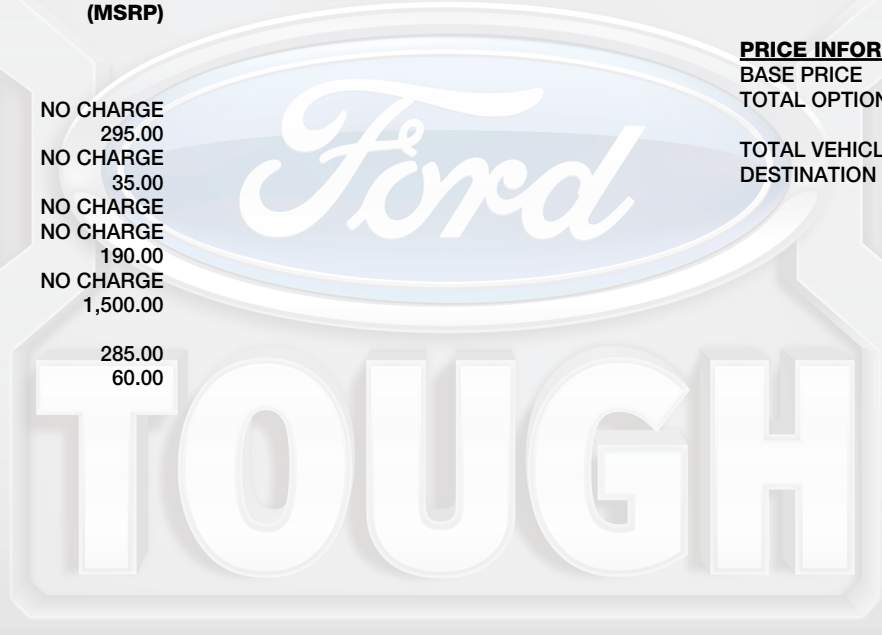 (MSRP)
NO CHARGE
295.00
NO CHARGE
35.00
NO CHARGE
NO CHARGE
190.00
NO CHARGE
1,500.00
285.00
60.00
PRICE INFOR
BASE PRICE
TOTAL OPTION
TOTAL VEHICL
DESTINATION
Ford
TOUGH